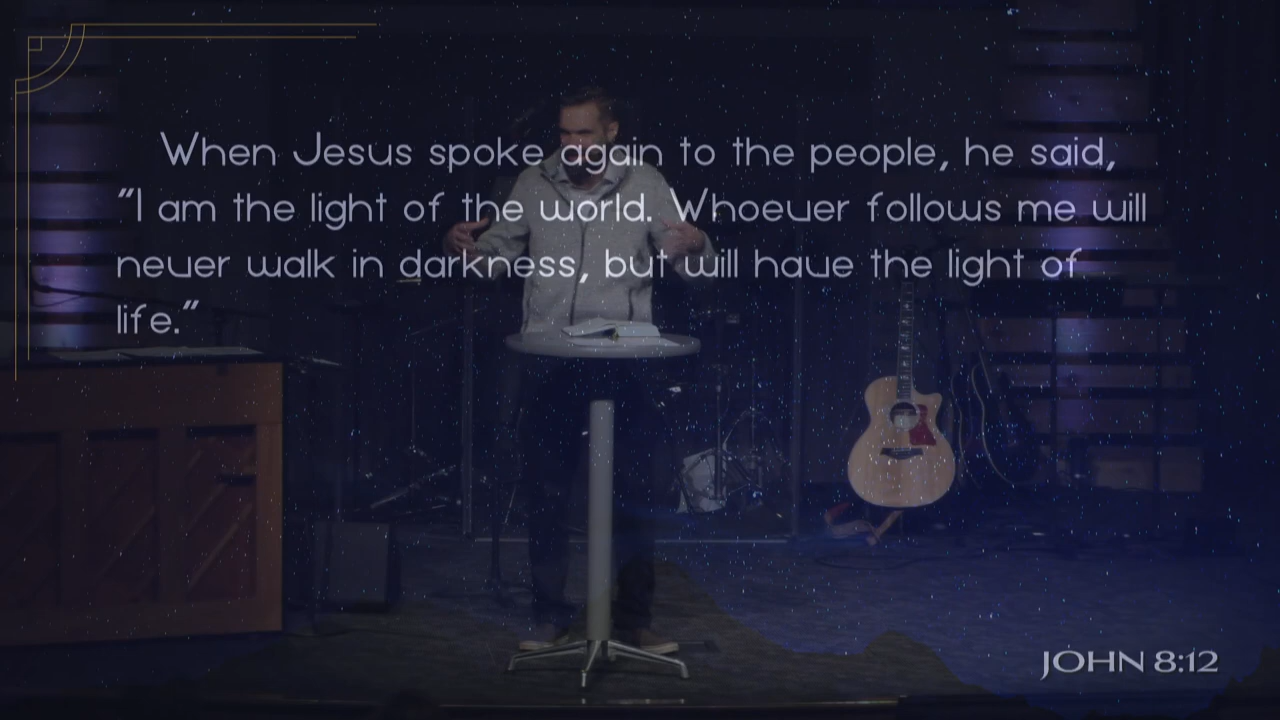 When Jesus spoke again to the people, he said,
“I am the light of the world. Whoever follows me will
never walk in darkness, but will have the light of
life.”
JOHN 8:12